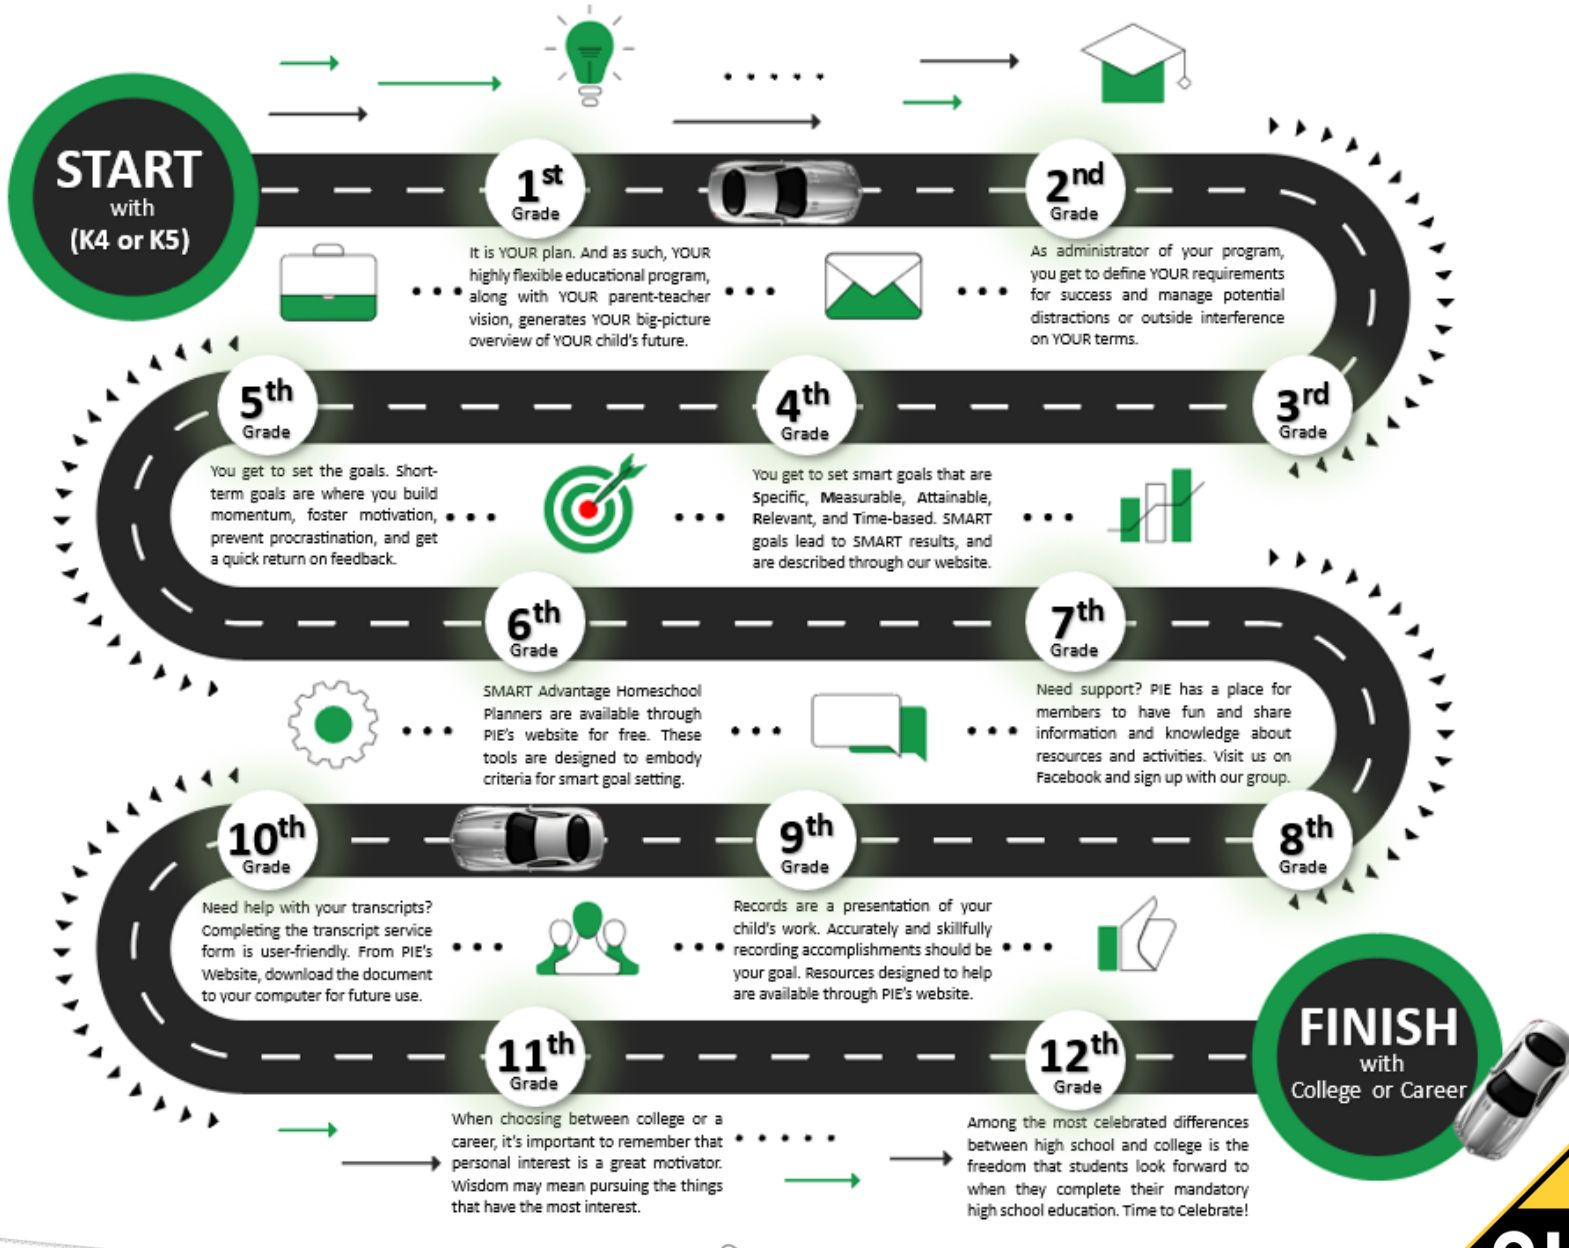 START
with
(K4 or K5)
1st
Grade
2nd
Grade
It is YOUR plan. And as such, YOUR
highly flexible educational program,
along with YOUR parent-teacher
vision, generates YOUR big-picture
overview of YOUR child's future.
As administrator of your program,
you get to define YOUR requirements
for success and manage potential
distractions or outside interference
on YOUR terms.
5th
Grade
4th
Grade
3rd
Grade
You get to set the goals. Short-
term goals are where you build
momentum, foster motivation,
prevent procrastination, and get
a quick return on feedback.
You get to set smart goals that are
Specific, Measurable, Attainable,
Relevant, and Time-based. SMART
goals lead to SMART results, and
are described through our website.
6th
Grade
7th
Grade
SMART Advantage Homeschool
Planners are available through
PIE's website for free. These
tools are designed to embody
criteria for smart goal setting.
Need support? PIE has a place for
members to have fun and share
information and knowledge about
resources and activities. Visit us on
Facebook and sign up with our group.
10th
Grade
9th
Grade
8th
Grade
Need help with your transcripts?
Completing the transcript service
form is user-friendly. From PIE's
Website, download the document
to your computer for future use.
Records are a presentation of your
child's work. Accurately and skillfully
recording accomplishments should be
your goal. Resources designed to help
are available through PIE's website.
11th
Grade
12th
Grade
FINISH
with
College or Career
When choosing between college or a
career, it's important to remember that
personal interest is a great motivator.
Wisdom may mean pursuing the things
that have the most interest.
Among the most celebrated differences
between high school and college is the
freedom that students look forward to
when they complete their mandatory
high school education. Time to Celebrate!